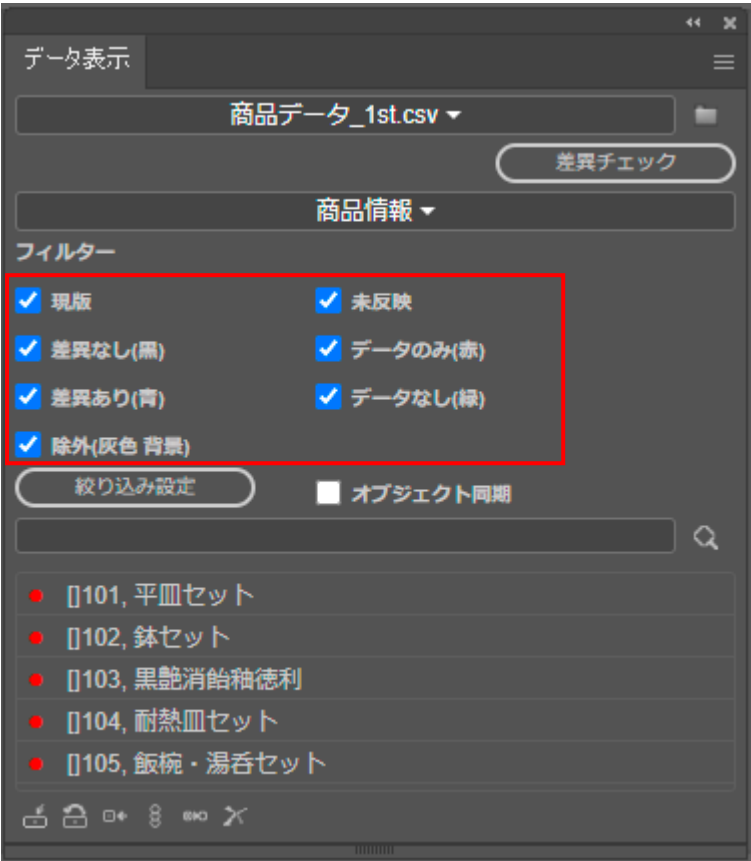 データ表示
商品データ_1st.csv
差異チェック
商品情報
フィルター
現版 未反映
差異なし(黒) データのみ(赤)
差異あり(青) データなし(緑)
除外(灰色 背景)
絞り込み設定 オブジェクト同期
[]101, 平皿セット
[]102, 鉢セット
[]103, 黒艶消飴釉徳利
[]104, 耐熱皿セット
[]105, 飯椀・湯呑セット